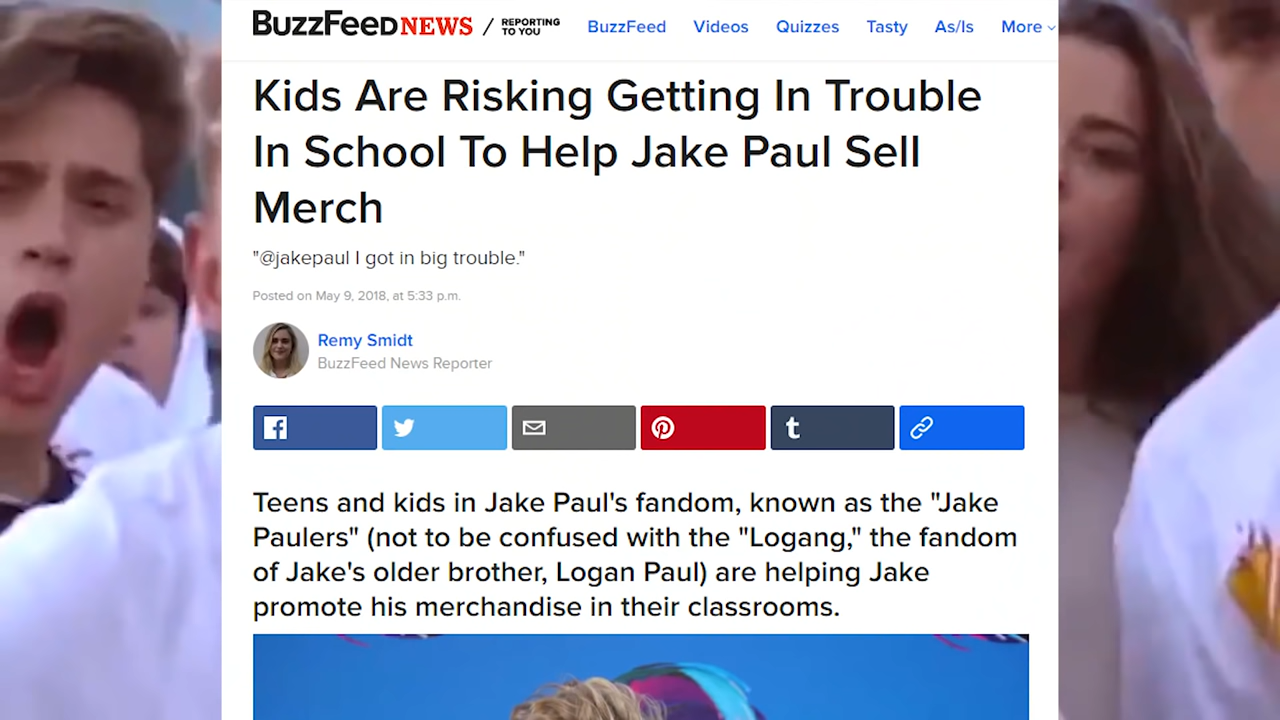 BuzzFeed NEWS / REPORTING TO YOU BuzzFeed Videos Quizzes Tasty As/Is More
Kids Are Risking Getting In Trouble
In School To Help Jake Paul Sell
Merch
"@jakepaul I got in big trouble."
Posted on May 9, 2018, at 5:33 p.m.
Remy Smidt
BuzzFeed News Reporter
Teens and kids in Jake Paul's fandom, known as the "Jake
Paulers" (not to be confused with the "Logang," the fandom
of Jake's older brother, Logan Paul) are helping Jake
promote his merchandise in their classrooms.